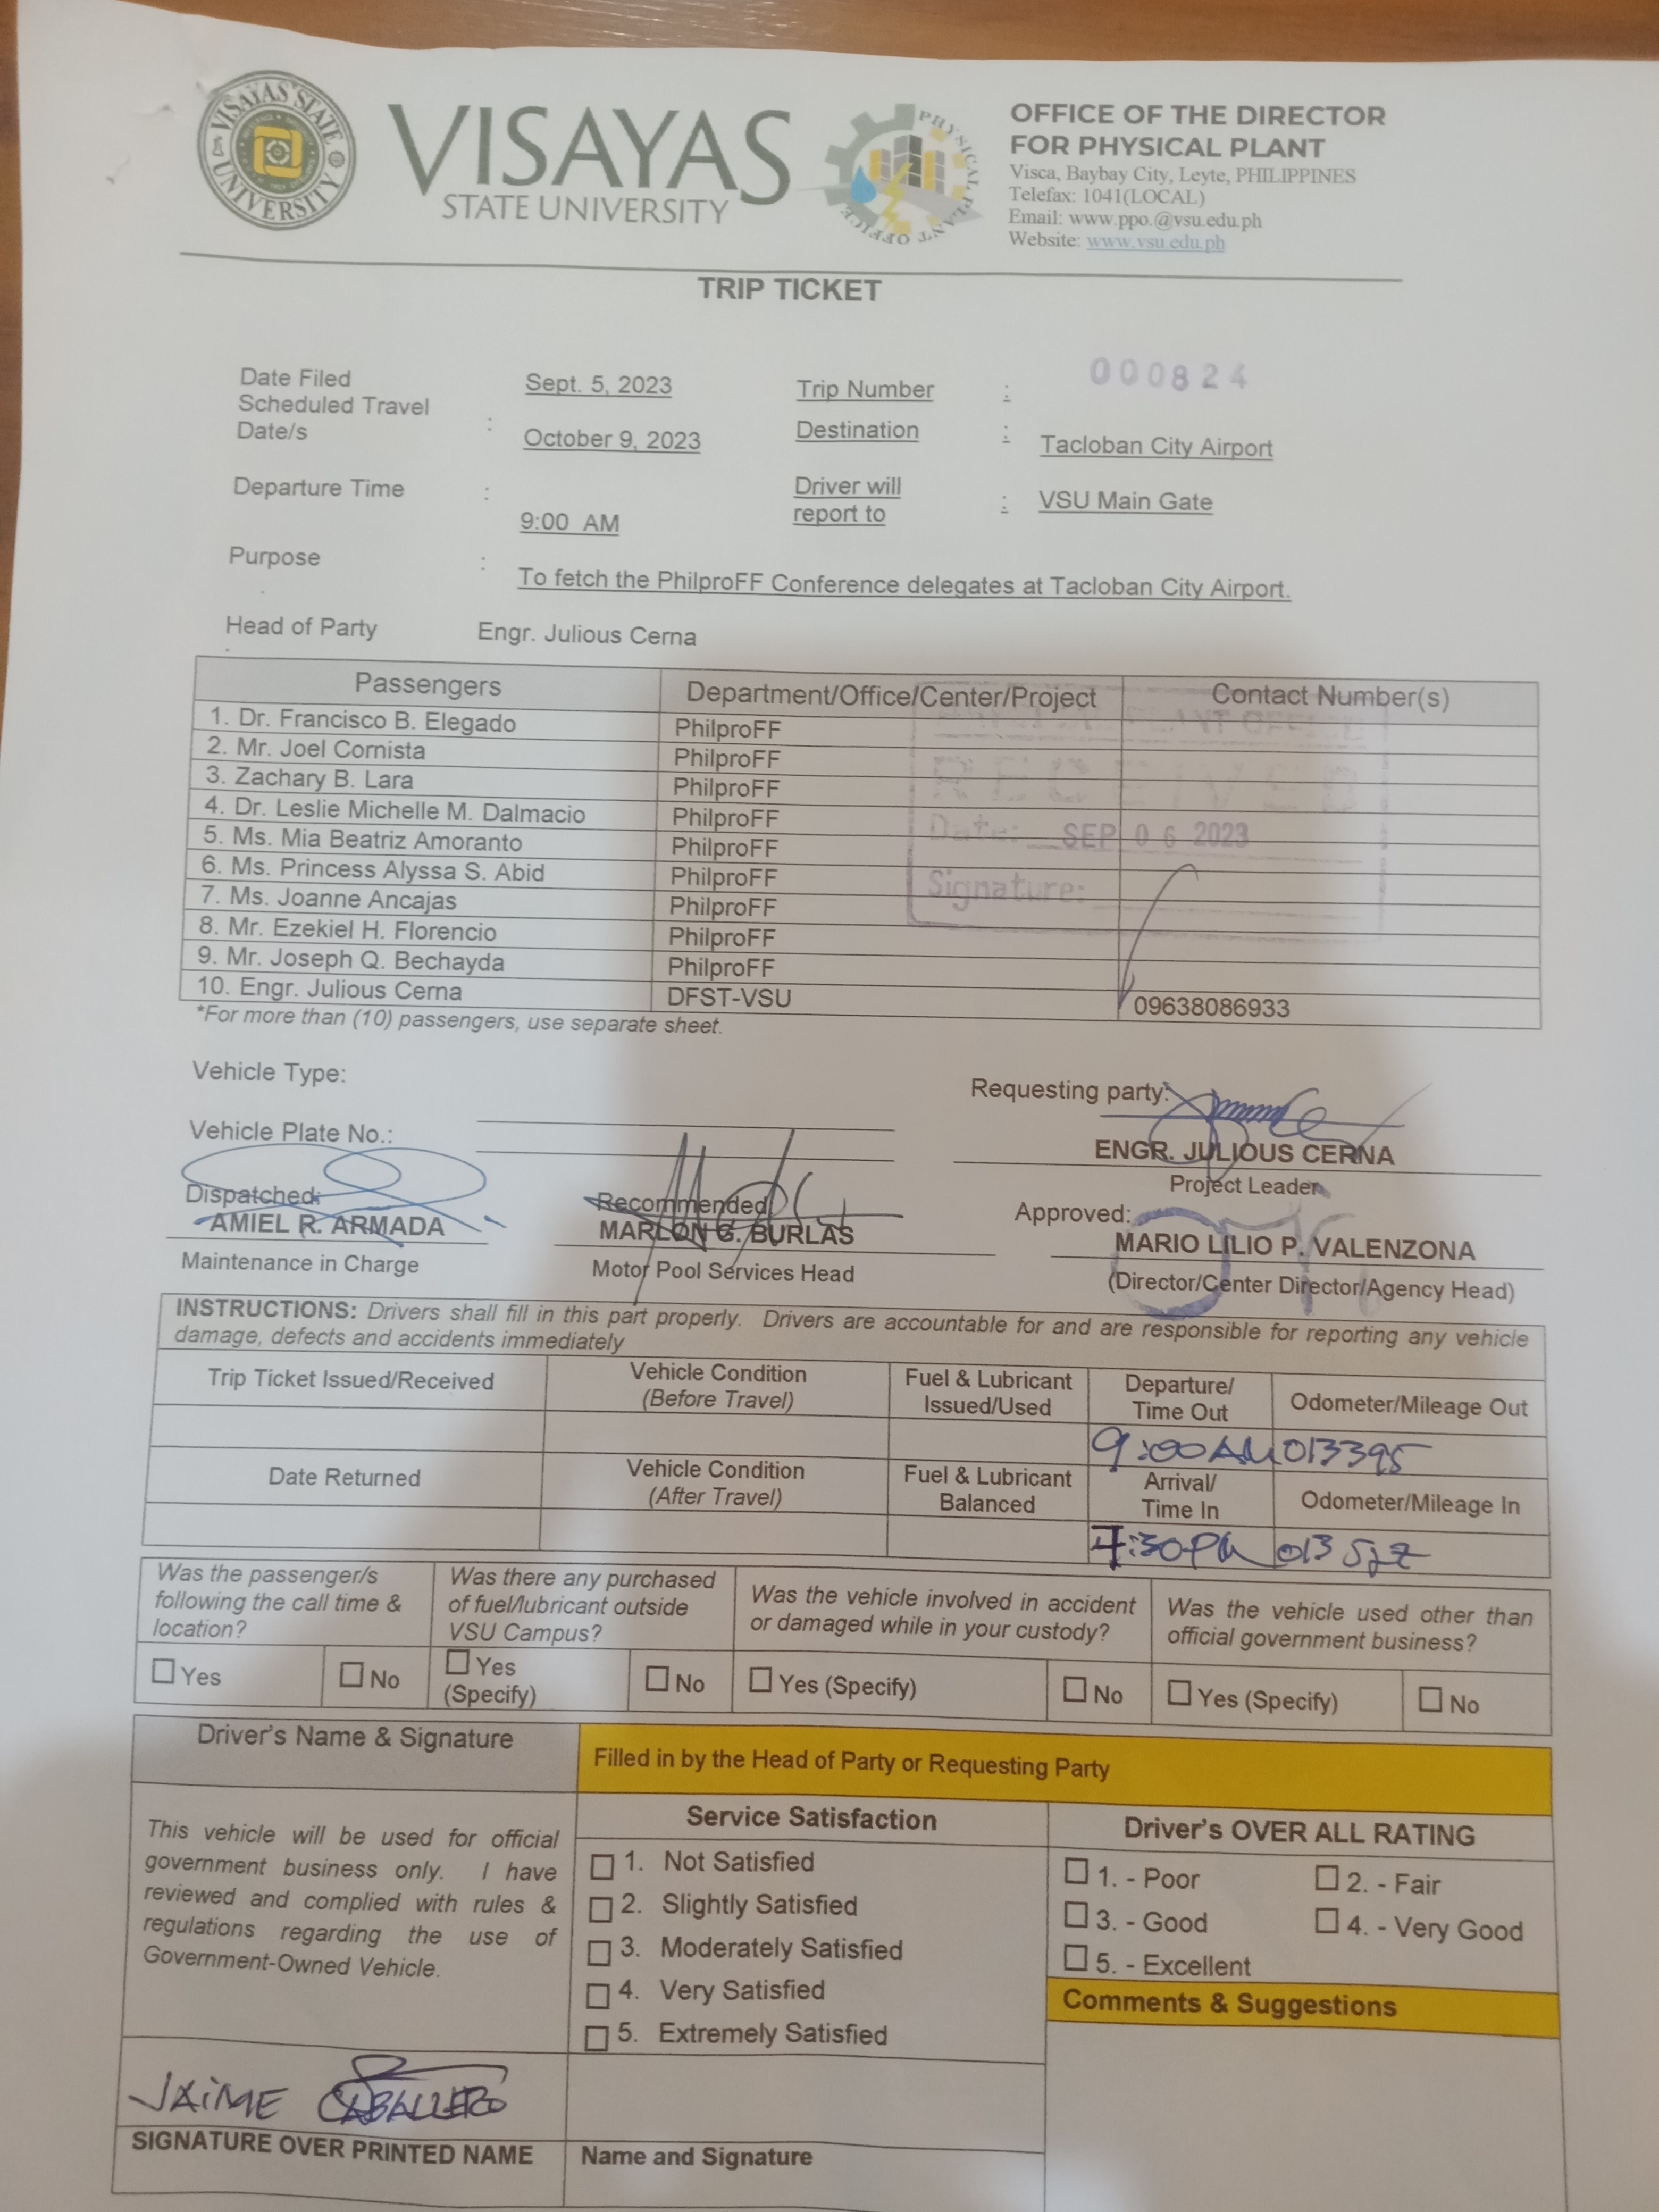 VISAYAS STATE UNIVERSITY
VISAYAS
STATE UNIVERSITY
PHYSICAL PLANT OFFICE
OFFICE OF THE DIRECTOR
FOR PHYSICAL PLANT
Visca, Baybay City, Leyte, PHILIPPINES
Telefax: 1041(LOCAL)
Email: www.ppo.@vsu.edu.ph
Website: www.vsu.edu.ph
TRIP TICKET
Date Filed Sept. 5, 2023 Trip Number : 000824
Scheduled Travel Date/s : October 9, 2023 Destination : Tacloban City Airport
Departure Time : 9:00 AM Driver will report to : VSU Main Gate
Purpose : To fetch the PhilproFF Conference delegates at Tacloban City Airport.
Head of Party Engr. Julious Cerna
Passengers Department/Office/Center/Project Contact Number(s)
1. Dr. Francisco B. Elegado PhilproFF
2. Mr. Joel Cornista PhilproFF
3. Zachary B. Lara PhilproFF
4. Dr. Leslie Michelle M. Dalmacio PhilproFF
5. Ms. Mia Beatriz Amoranto PhilproFF
6. Ms. Princess Alyssa S. Abid PhilproFF
7. Ms. Joanne Ancajas PhilproFF
8. Mr. Ezekiel H. Florencio PhilproFF
9. Mr. Joseph Q. Bechayda PhilproFF
10. Engr. Julious Cerna DFST-VSU 09638086933
PLANT OFFICE
RECEIVED
Date: SEP 06 2023
Signature:
*For more than (10) passengers, use separate sheet.
Vehicle Type:
Requesting party:
Vehicle Plate No.:
ENGR. JULIOUS CERNA
Project Leader
Dispatched: Recommended: Approved:
AMIEL R. ARMADA MARLON G. BURLAS MARIO LILIO P. VALENZONA
Maintenance in Charge Motor Pool Services Head (Director/Center Director/Agency Head)
INSTRUCTIONS: Drivers shall fill in this part properly. Drivers are accountable for and are responsible for reporting any vehicle
damage, defects and accidents immediately
Trip Ticket Issued/Received Vehicle Condition (Before Travel) Fuel & Lubricant Issued/Used Departure/ Time Out Odometer/Mileage Out
9:00AM 013395
Date Returned Vehicle Condition (After Travel) Fuel & Lubricant Balanced Arrival/ Time In Odometer/Mileage In
Was the passenger/s following the call time & location?
Was there any purchased of fuel/lubricant outside VSU Campus?
Was the vehicle involved in accident or damaged while in your custody?
Was the vehicle used other than official government business?
Yes No Yes (Specify) No Yes (Specify) No Yes (Specify) No
Driver's Name & Signature
Filled in by the Head of Party or Requesting Party
This vehicle will be used for official
government business only. I have
reviewed and complied with rules &
regulations regarding the use of
Government-Owned Vehicle.
Service Satisfaction
1. Not Satisfied
2. Slightly Satisfied
3. Moderately Satisfied
4. Very Satisfied
5. Extremely Satisfied
Driver's OVER ALL RATING
1. - Poor 2. - Fair
3. - Good 4. - Very Good
5. - Excellent
Comments & Suggestions
JAIME CABALLERO
SIGNATURE OVER PRINTED NAME
Name and Signature